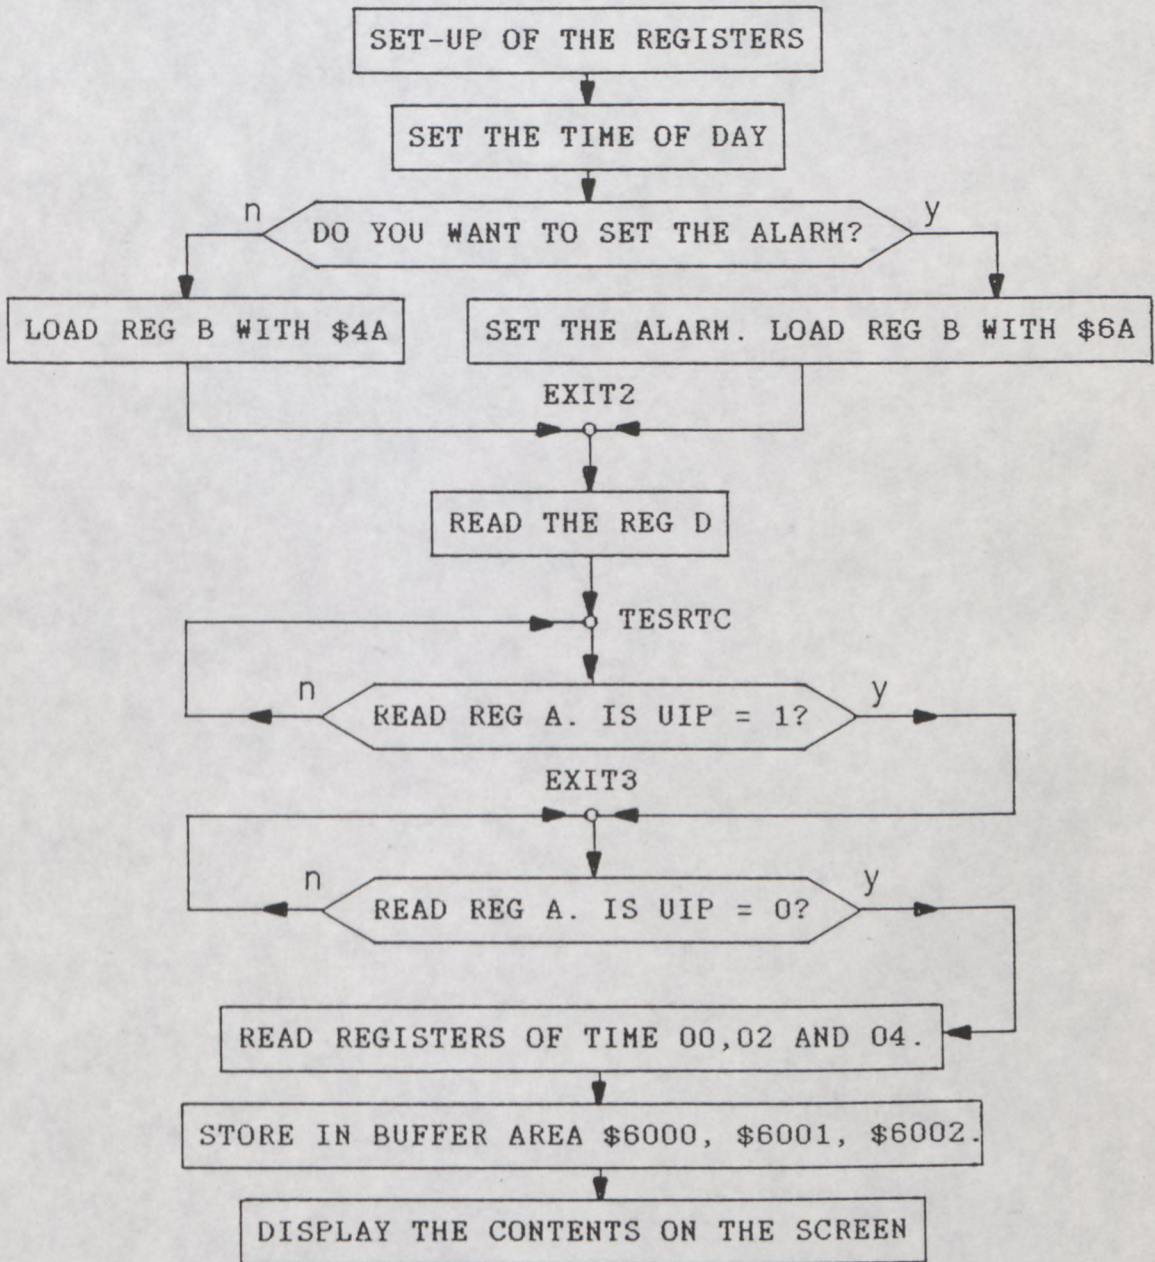 SET-UP OF THE REGISTERS
SET THE TIME OF DAY
n
DO YOU WANT TO SET THE ALARM?
y
LOAD REG B WITH $4A
SET THE ALARM. LOAD REG B WITH $6A
EXIT2
READ THE REG D
TESRTC
n
READ REG A. IS UIP = 1?
y
EXIT3
n
READ REG A. IS UIP = 0?
y
READ REGISTERS OF TIME 00,02 AND 04.
STORE IN BUFFER AREA $6000, $6001, $6002.
DISPLAY THE CONTENTS ON THE SCREEN